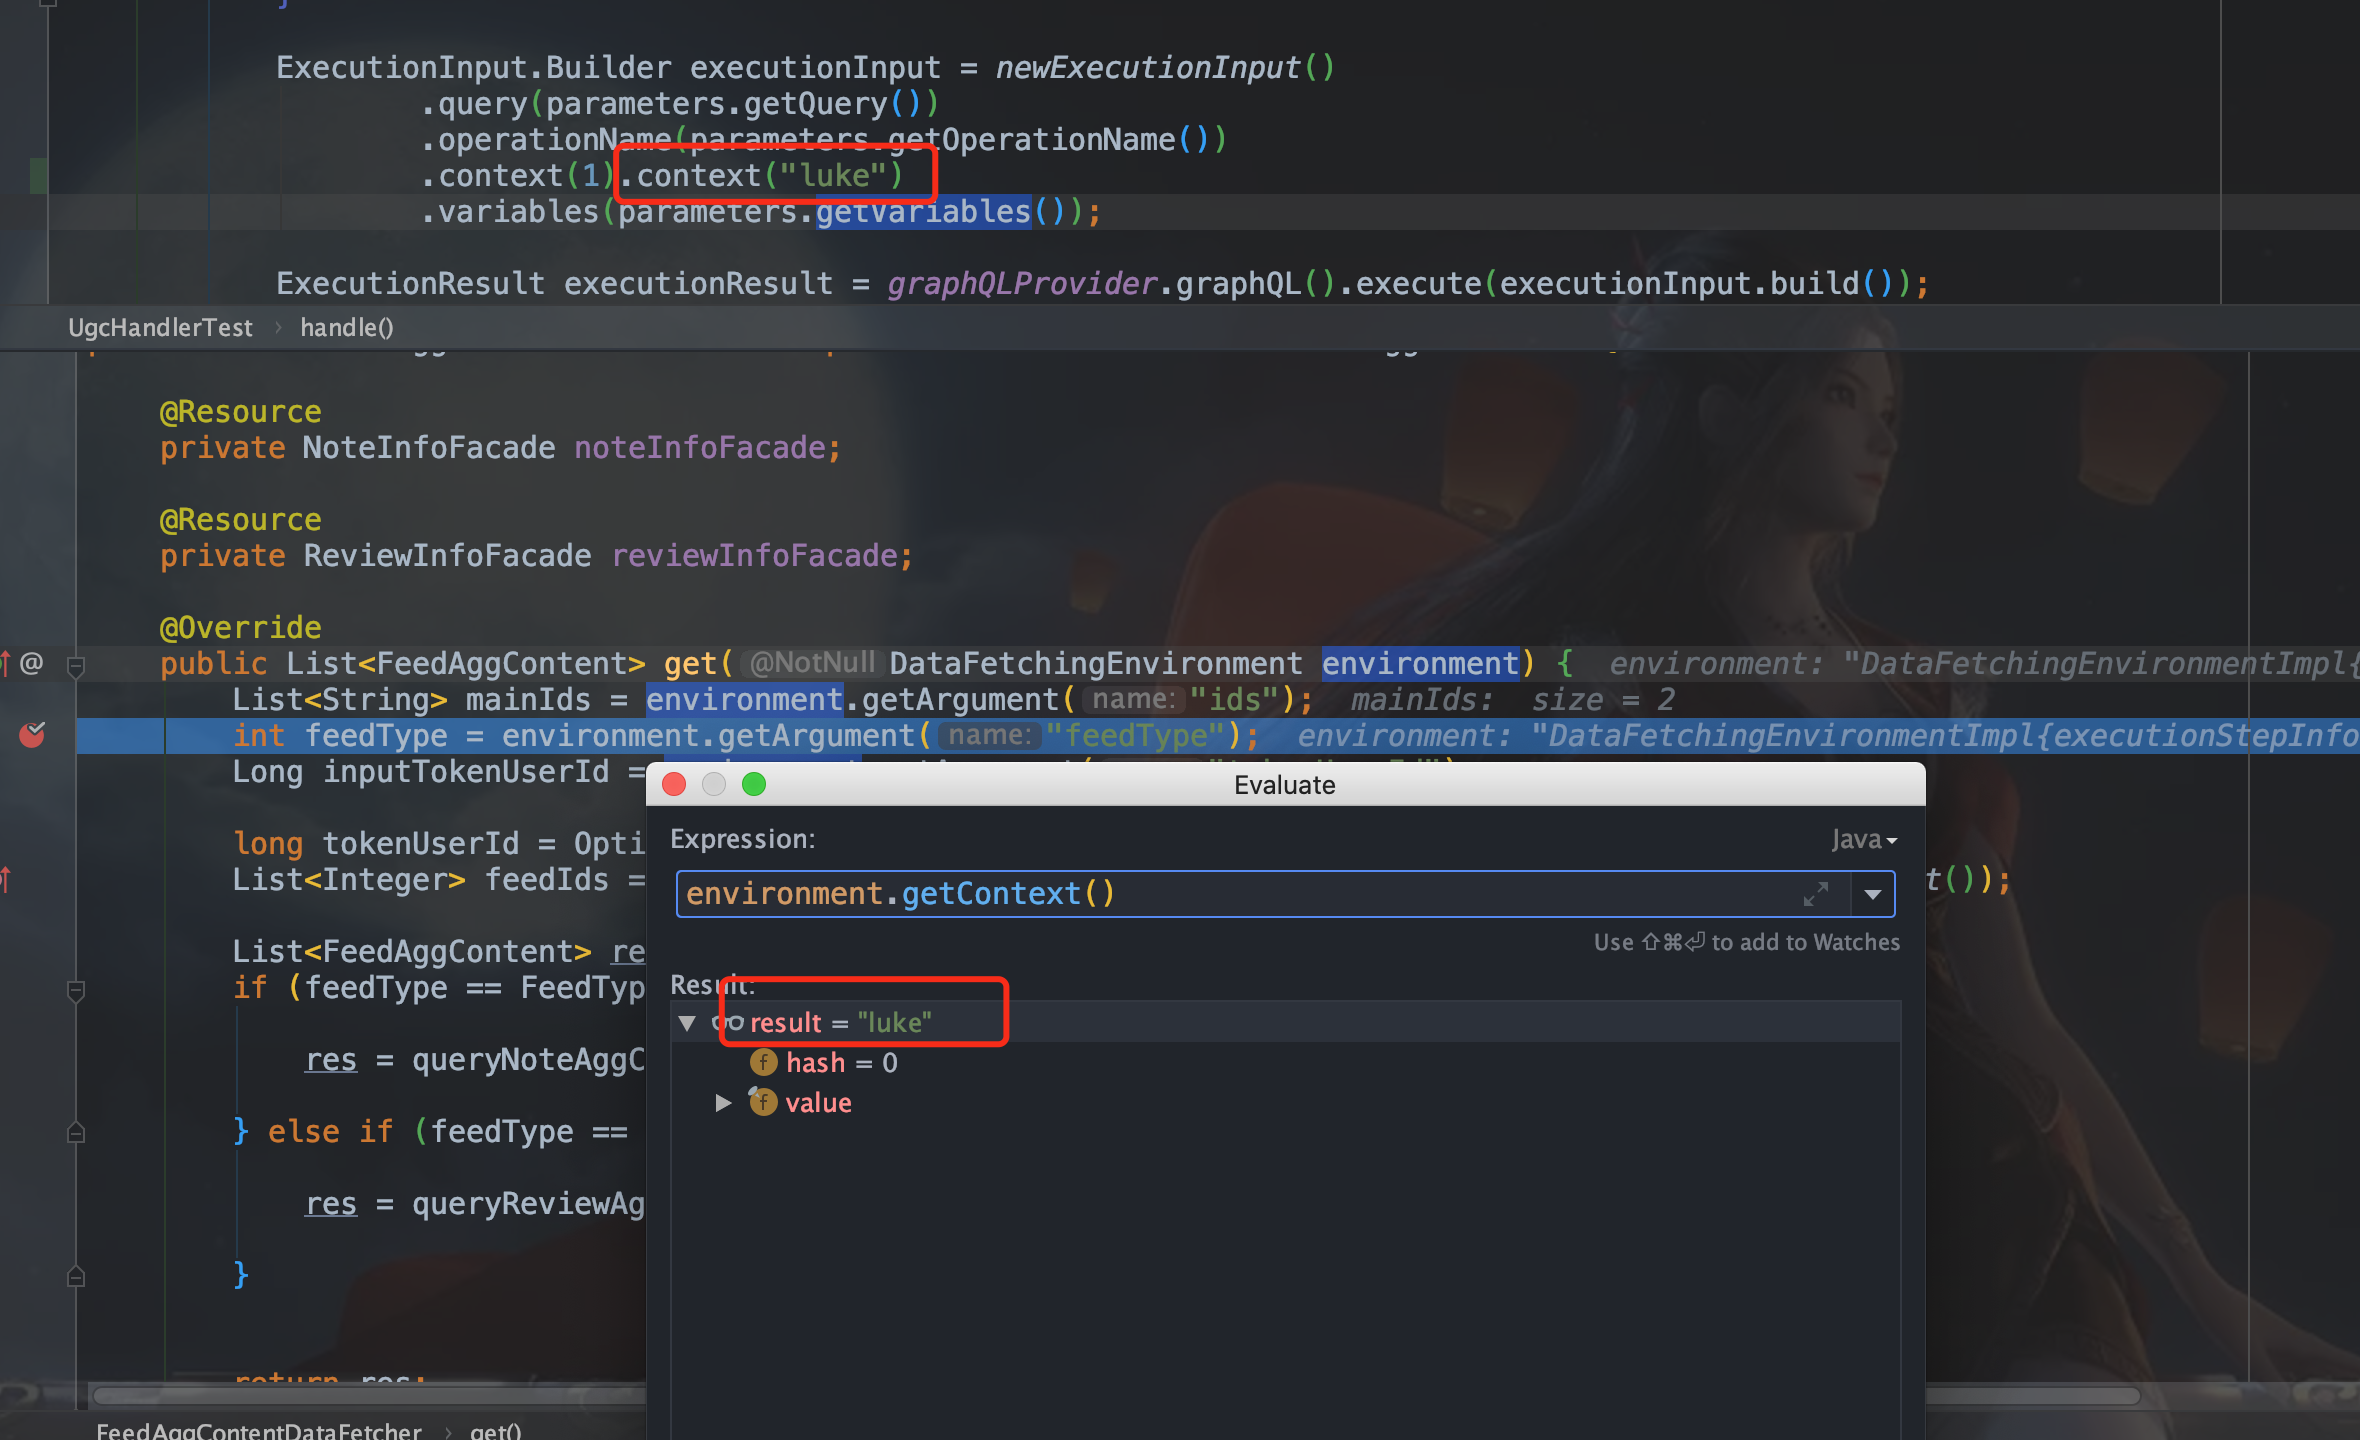 }
ExecutionInput.Builder executionInput = newExecutionInput()
.query(parameters.getQuery())
.operationName(parameters.getOperationName())
.context(1).context("luke")
.variables(parameters.getVariables());
ExecutionResult executionResult = graphQLProvider.graphQL().execute(executionInput.build());
UgcHandlerTest › handle()
@Resource
private NoteInfoFacade noteInfoFacade;
@Resource
private ReviewInfoFacade reviewInfoFacade;
@Override
public List<FeedAggContent> get( @NotNull DataFetchingEnvironment environment) { environment: "DataFetchingEnvironmentImpl{
List<String> mainIds = environment.getArgument( name: "ids"); mainIds: size = 2
int feedType = environment.getArgument( name: "feedType"); environment: "DataFetchingEnvironmentImpl{executionStepInfo
Long inputTokenUserId =
long tokenUserId = Opti
List<Integer> feedIds = t());
List<FeedAggContent> re
if (feedType == FeedTyp
res = queryNoteAggC
} else if (feedType ==
res = queryReviewAg
}
return res;
FeedAggContentDataFetcher › get()
Evaluate
Expression: Java
environment.getContext()
Use ⇧⌘⏎ to add to Watches
Result:
result = "luke"
f hash = 0
f value